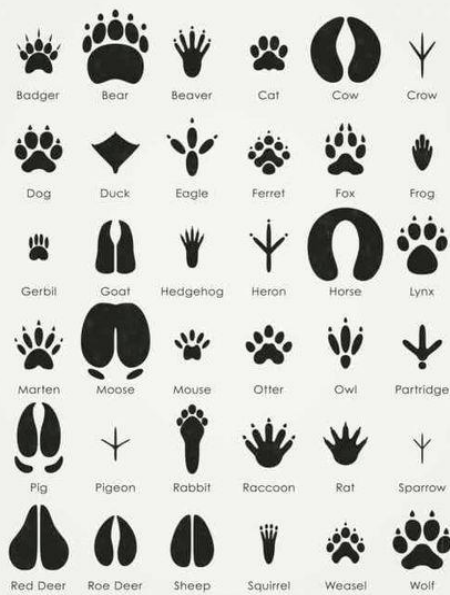 Badger Bear Beaver Cat Cow Crow
Dog Duck Eagle Ferret Fox Frog
Gerbil Goat Hedgehog Heron Horse Lynx
Marten Moose Mouse Otter Owl Partridge
Pig Pigeon Rabbit Raccoon Rat Sparrow
Red Deer Roe Deer Sheep Squirrel Weasel Wolf